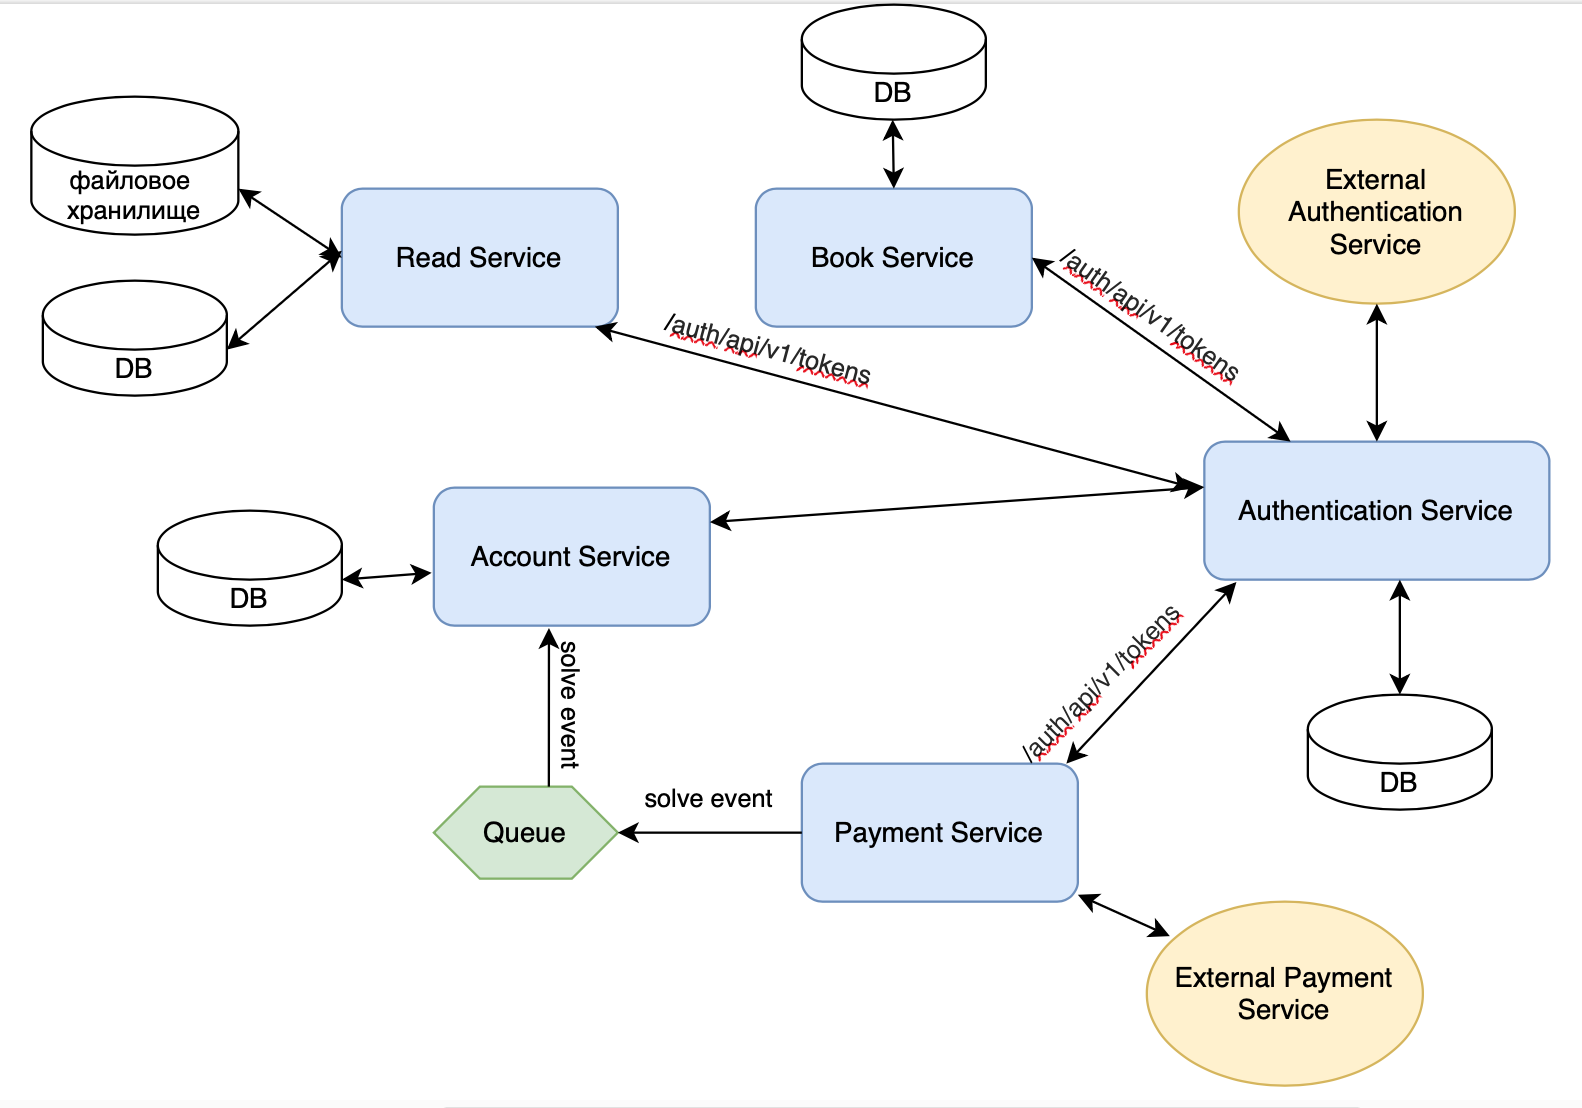 DB
файловое
хранилище
External
Authentication
Service
Read Service
Book Service
/auth/api/v1/tokens
/auth/api/v1/tokens
DB
Authentication Service
Account Service
DB
solve event
/auth/api/v1/tokens
DB
solve event
Queue
Payment Service
External Payment
Service